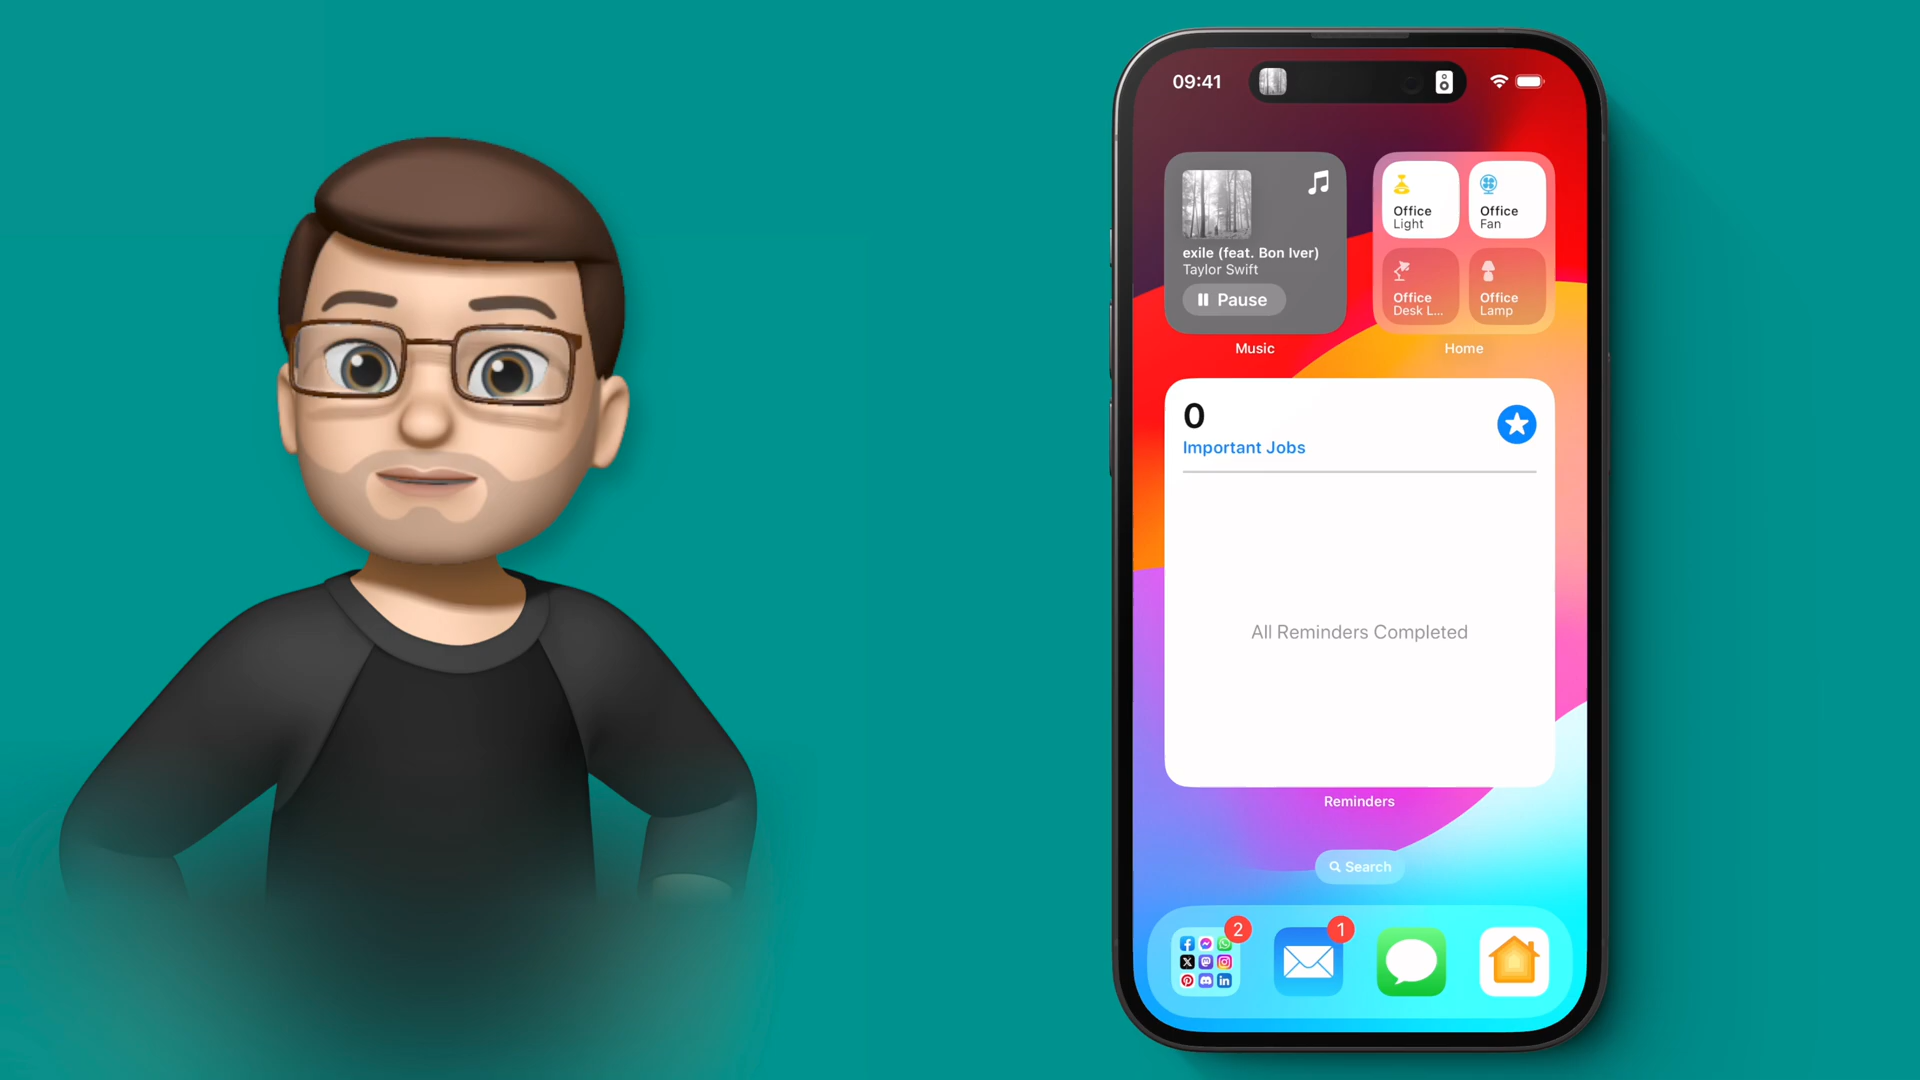 09:41
exile (feat. Bon Iver)
Taylor Swift
Pause
Music
Office
Light
Office
Fan
Office
Desk L...
Office
Lamp
Home
0
Important Jobs
All Reminders Completed
Reminders
Search
2
1